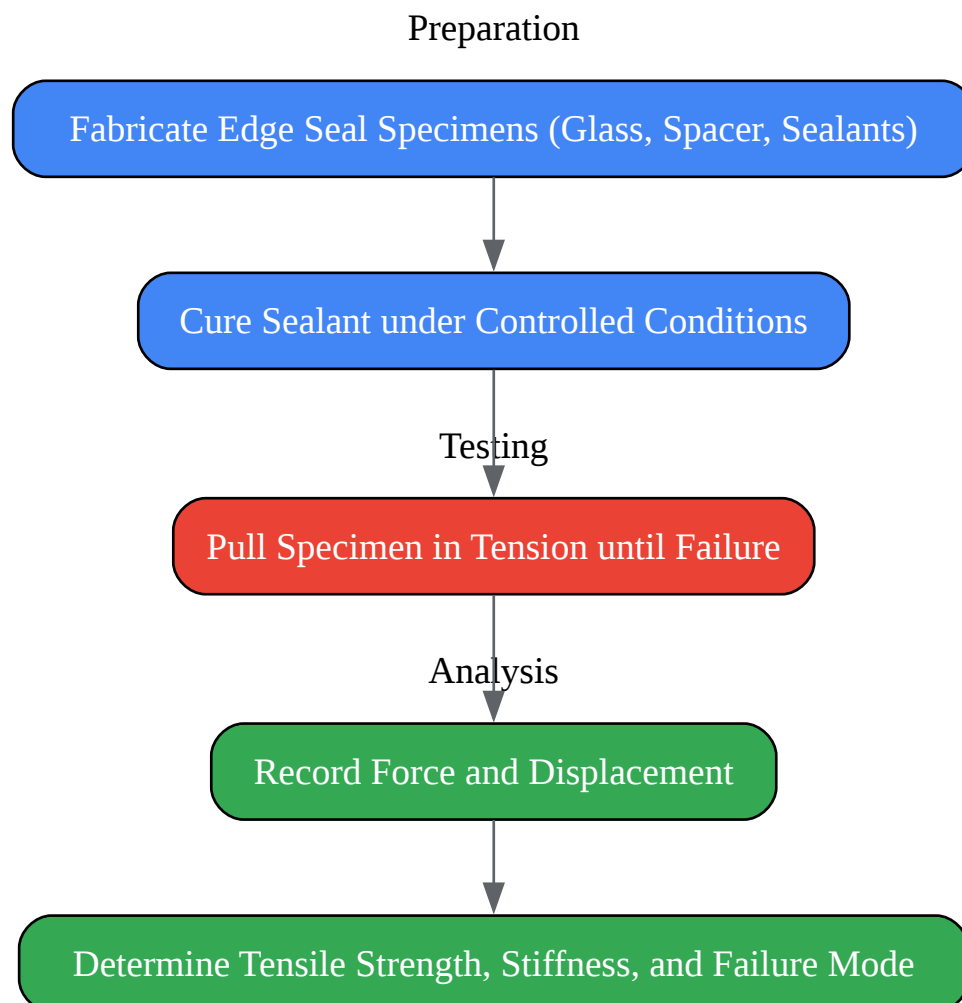 Preparation
Fabricate Edge Seal Specimens (Glass, Spacer, Sealants)
Cure Sealant under Controlled Conditions
Testing
Pull Specimen in Tension until Failure
Analysis
Record Force and Displacement
Determine Tensile Strength, Stiffness, and Failure Mode